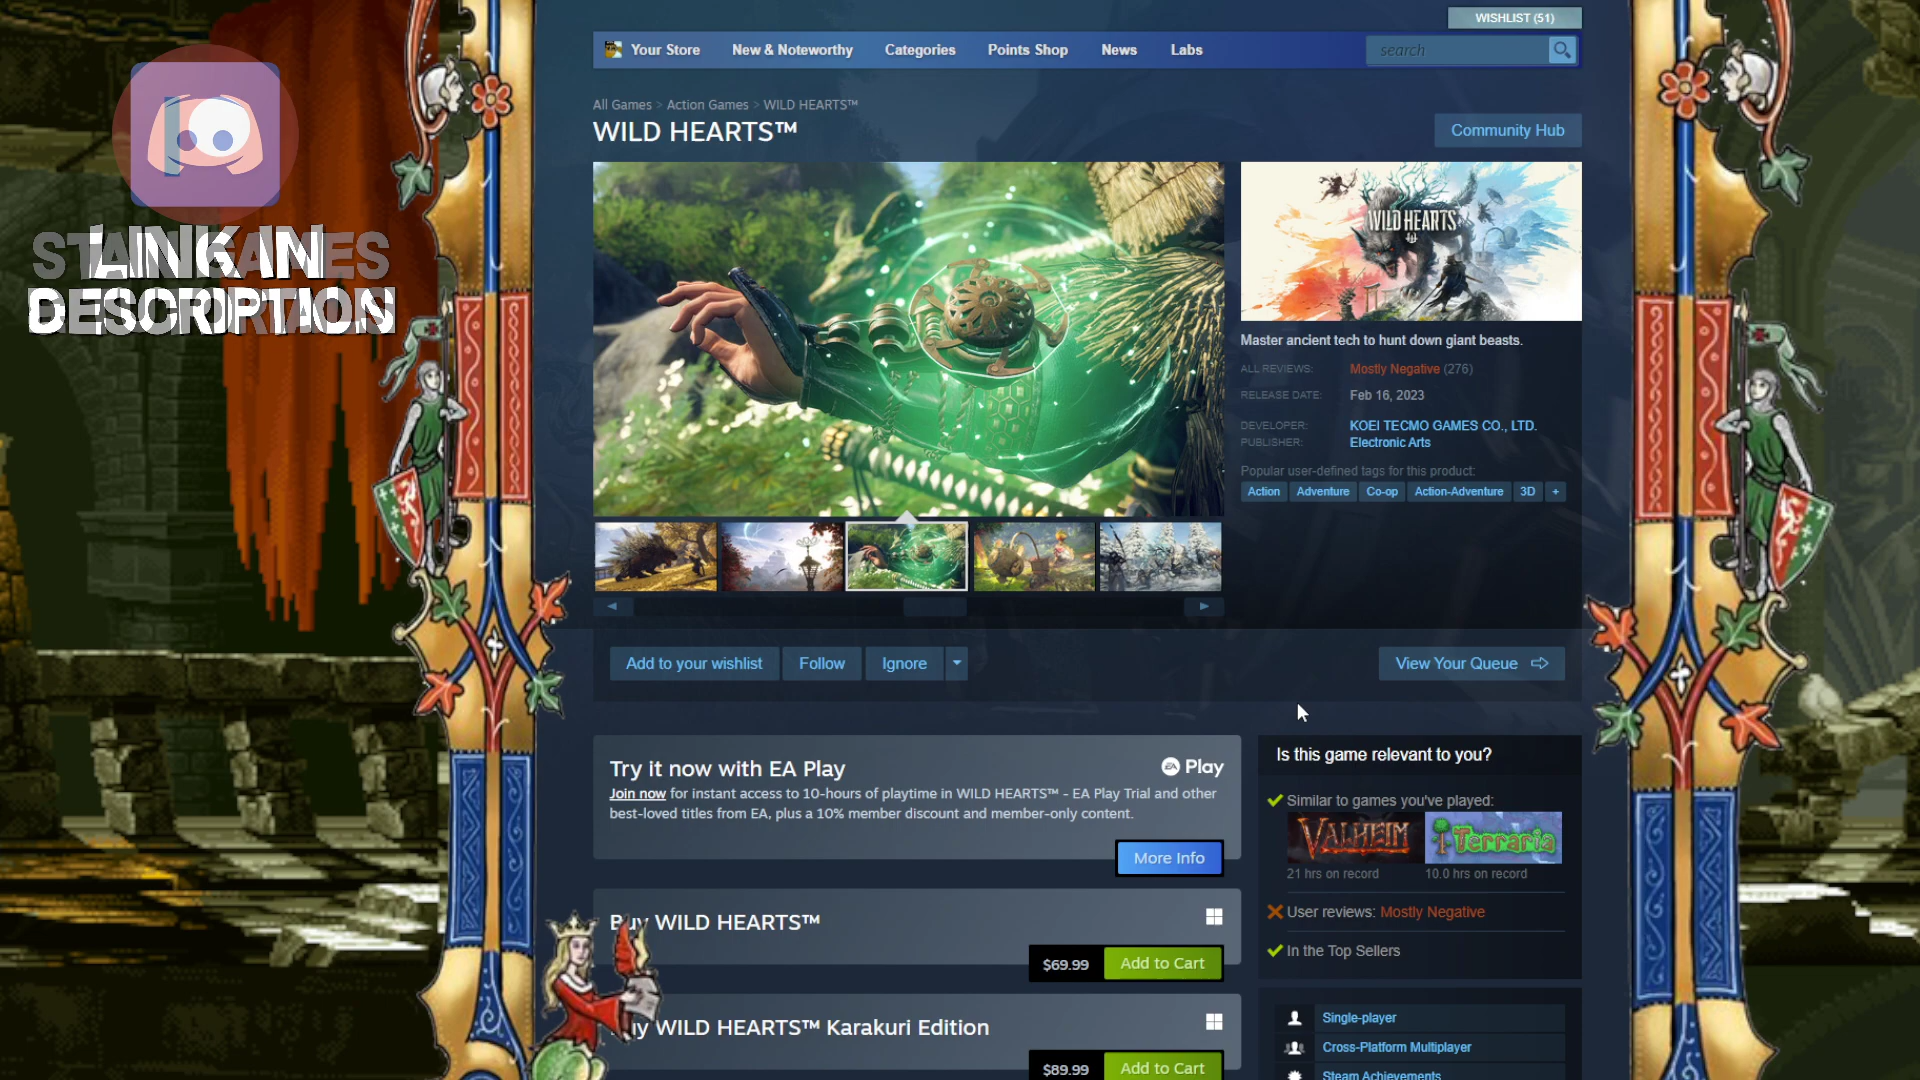 WISHLIST (51)
Your Store
New & Noteworthy
Categories
Points Shop
News
Labs
search
All Games > Action Games > WILD HEARTS™
WILD HEARTS™
Community Hub
LINK IN
DESCRIPTION
WILD HEARTS
Master ancient tech to hunt down giant beasts.
ALL REVIEWS: Mostly Negative (276)
RELEASE DATE: Feb 16, 2023
DEVELOPER: KOEI TECMO GAMES CO., LTD.
PUBLISHER: Electronic Arts
Popular user-defined tags for this product:
Action Adventure Co-op Action-Adventure 3D +
Add to your wishlist
Follow
Ignore
View Your Queue
Try it now with EA Play
EA Play
Join now for instant access to 10-hours of playtime in WILD HEARTS™ - EA Play Trial and other
best-loved titles from EA, plus a 10% member discount and member-only content.
More Info
Buy WILD HEARTS™
$69.99 Add to Cart
WILD HEARTS™ Karakuri Edition
$89.99 Add to Cart
Is this game relevant to you?
Similar to games you've played:
VALHEIM Terraria
21 hrs on record 10.0 hrs on record
User reviews: Mostly Negative
In the Top Sellers
Single-player
Cross-Platform Multiplayer
Steam Achievements